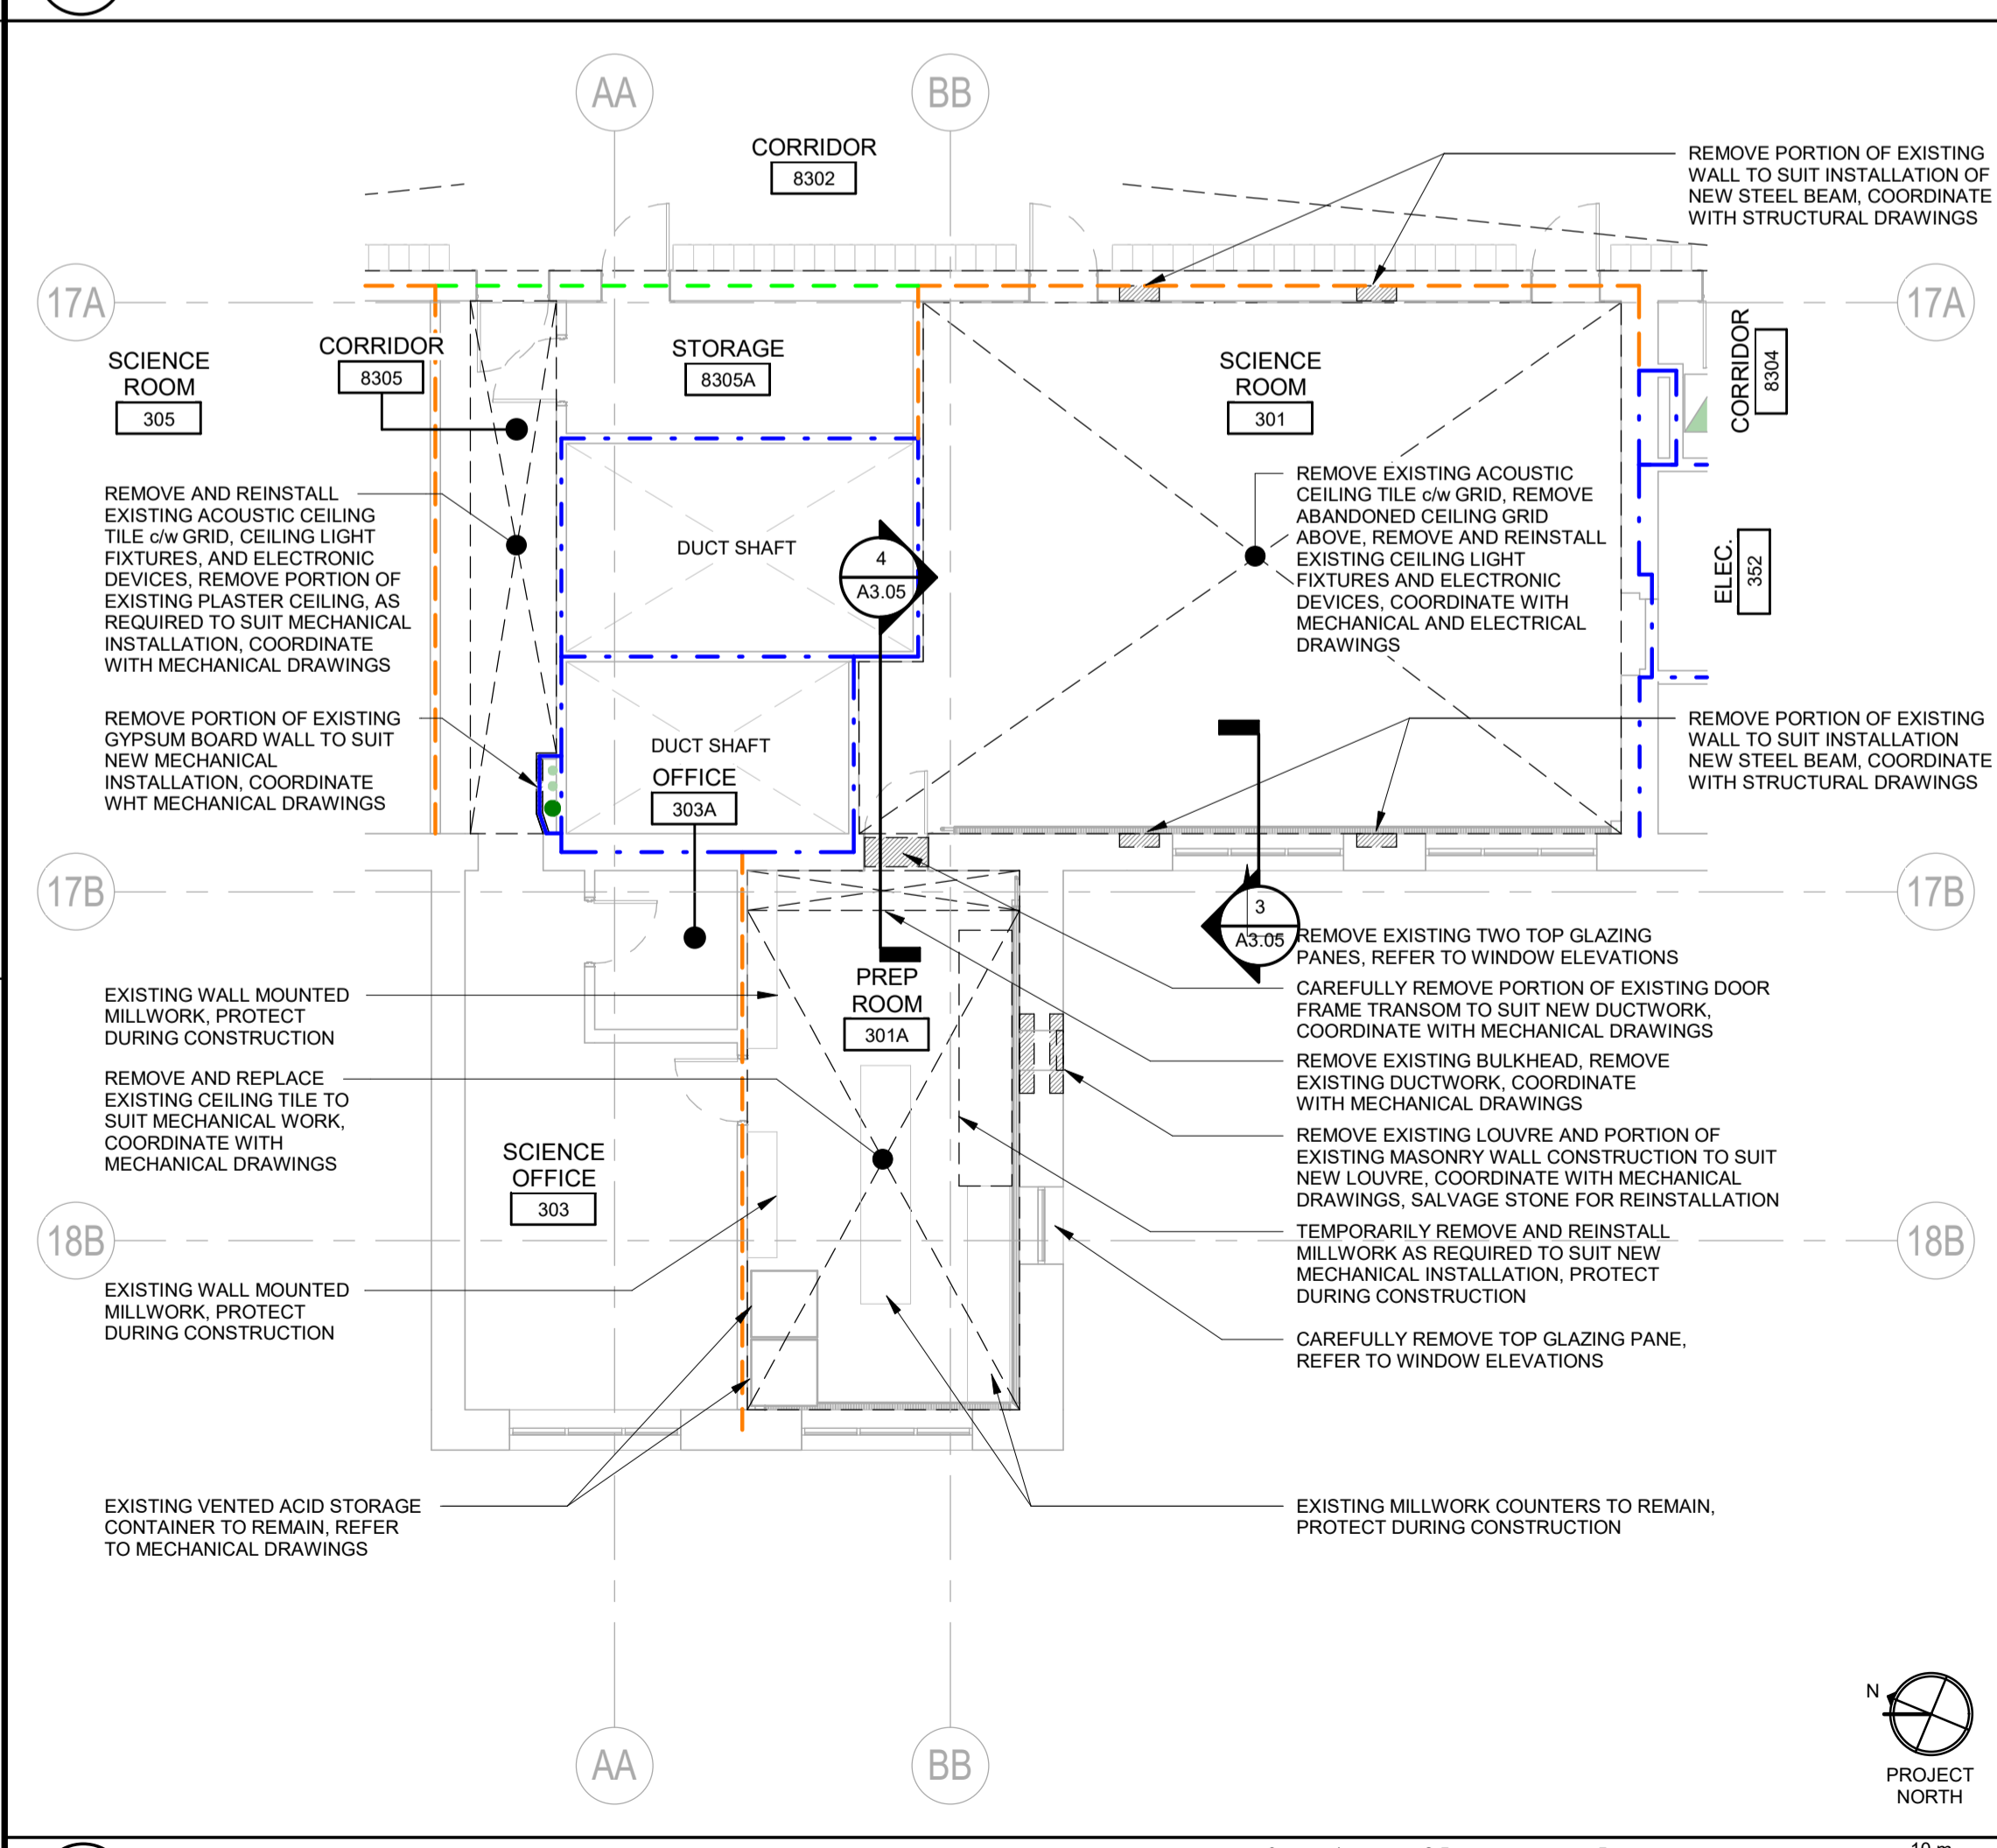 AA
BB
CORRIDOR
8302
REMOVE PORTION OF EXISTING
WALL TO SUIT INSTALLATION OF
NEW STEEL BEAM, COORDINATE
WITH STRUCTURAL DRAWINGS
17A
17A
SCIENCE
ROOM
305
CORRIDOR
8305
STORAGE
8305A
SCIENCE
ROOM
301
CORRIDOR
8304
REMOVE AND REINSTALL
EXISTING ACOUSTIC CEILING
TILE c/w GRID, CEILING LIGHT
FIXTURES, AND ELECTRONIC
DEVICES, REMOVE PORTION OF
EXISTING PLASTER CEILING, AS
REQUIRED TO SUIT MECHANICAL
INSTALLATION, COORDINATE
WITH MECHANICAL DRAWINGS
DUCT SHAFT
4
A3.05
REMOVE EXISTING ACOUSTIC
CEILING TILE c/w GRID, REMOVE
ABANDONED CEILING GRID
ABOVE, REMOVE AND REINSTALL
EXISTING CEILING LIGHT
FIXTURES AND ELECTRONIC
DEVICES, COORDINATE WITH
MECHANICAL AND ELECTRICAL
DRAWINGS
ELEC.
352
REMOVE PORTION OF EXISTING
GYPSUM BOARD WALL TO SUIT
NEW MECHANICAL
INSTALLATION, COORDINATE
WHT MECHANICAL DRAWINGS
DUCT SHAFT
OFFICE
303A
REMOVE PORTION OF EXISTING
WALL TO SUIT INSTALLATION
NEW STEEL BEAM, COORDINATE
WITH STRUCTURAL DRAWINGS
17B
17B
3
A3.05
REMOVE EXISTING TWO TOP GLAZING
PANES, REFER TO WINDOW ELEVATIONS
EXISTING WALL MOUNTED
MILLWORK, PROTECT
DURING CONSTRUCTION
PREP
ROOM
301A
CAREFULLY REMOVE PORTION OF EXISTING DOOR
FRAME TRANSOM TO SUIT NEW DUCTWORK,
COORDINATE WITH MECHANICAL DRAWINGS
REMOVE EXISTING BULKHEAD, REMOVE
EXISTING DUCTWORK, COORDINATE
WITH MECHANICAL DRAWINGS
REMOVE AND REPLACE
EXISTING CEILING TILE TO
SUIT MECHANICAL WORK,
COORDINATE WITH
MECHANICAL DRAWINGS
SCIENCE
OFFICE
303
REMOVE EXISTING LOUVRE AND PORTION OF
EXISTING MASONRY WALL CONSTRUCTION TO SUIT
NEW LOUVRE, COORDINATE WITH MECHANICAL
DRAWINGS, SALVAGE STONE FOR REINSTALLATION
18B
18B
TEMPORARILY REMOVE AND REINSTALL
MILLWORK AS REQUIRED TO SUIT NEW
MECHANICAL INSTALLATION, PROTECT
DURING CONSTRUCTION
EXISTING WALL MOUNTED
MILLWORK, PROTECT
DURING CONSTRUCTION
CAREFULLY REMOVE TOP GLAZING PANE,
REFER TO WINDOW ELEVATIONS
EXISTING VENTED ACID STORAGE
CONTAINER TO REMAIN, REFER
TO MECHANICAL DRAWINGS
EXISTING MILLWORK COUNTERS TO REMAIN,
PROTECT DURING CONSTRUCTION
AA
BB
N
PROJECT
NORTH